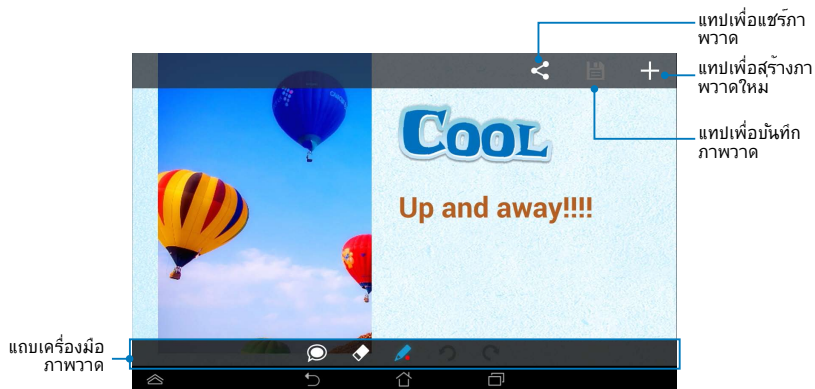 แทปเพื่อแชร์ภา
พวาด
แทปเพื่อสร้างภา
พวาดใหม่
แทปเพื่อบันทึก
ภาพวาด
COOL
Up and away!!!!
แถบเครื่องมือ
ภาพวาด